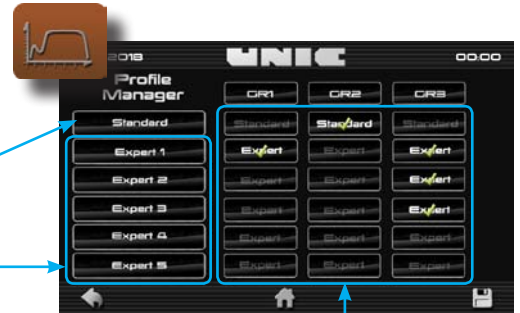 2018 UNIC 00:00
Profile
Manager
GR1 GR2 GR3
Standard Standard Standard Standard
Expert 1 Expert Expert Expert
Expert 2 Expert Expert Expert
Expert 3 Expert Expert Expert
Expert 4 Expert Expert Expert
Expert 5 Expert Expert Expert